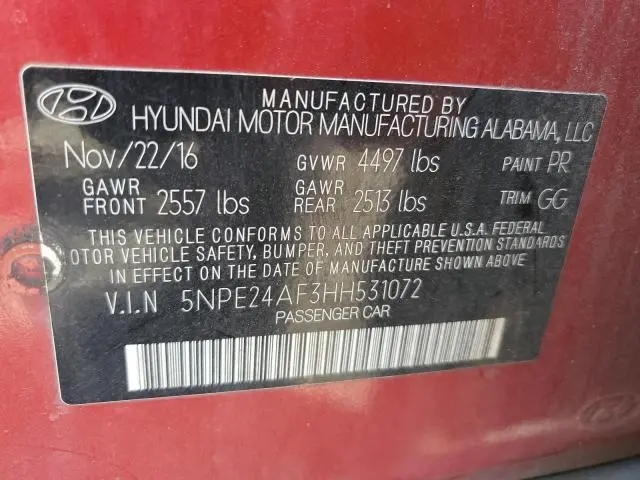 MANUFACTURED BY
HYUNDAI MOTOR MANUFACTURING ALABAMA, LLC
Nov/22/16 GVWR 4497 lbs PAINT PR
GAWR FRONT 2557 lbs GAWR REAR 2513 lbs TRIM GG
THIS VEHICLE CONFORMS TO ALL APPLICABLE U.S.A. FEDERAL
OTOR VEHICLE SAFETY, BUMPER, AND THEFT PREVENTION STANDARDS
IN EFFECT ON THE DATE OF MANUFACTURE SHOWN ABOVE.
V.I.N 5NPE24AF3HH531072
PASSENGER CAR